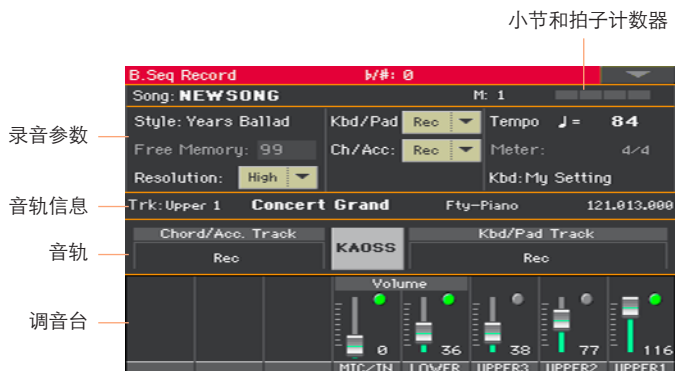 小节和拍子计数器
B.Seq Record ♭/#: 0
Song: NEWSONG M: 1
录音参数
Style: Years Ballad Kbd/Pad Rec Tempo ♩ = 84
Free Memory: 99 Ch/Acc: Rec Meter: 4/4
Resolution: High Kbd: My Setting
音轨信息
Trk: Upper 1 Concert Grand Fty-Piano 121.013.000
音轨
Chord/Acc. Track KAOSS Kbd/Pad Track
Rec Rec
调音台
Volume
0 36 38 77 116
MIC/IN LOWER UPPER3 UPPER2 UPPER1